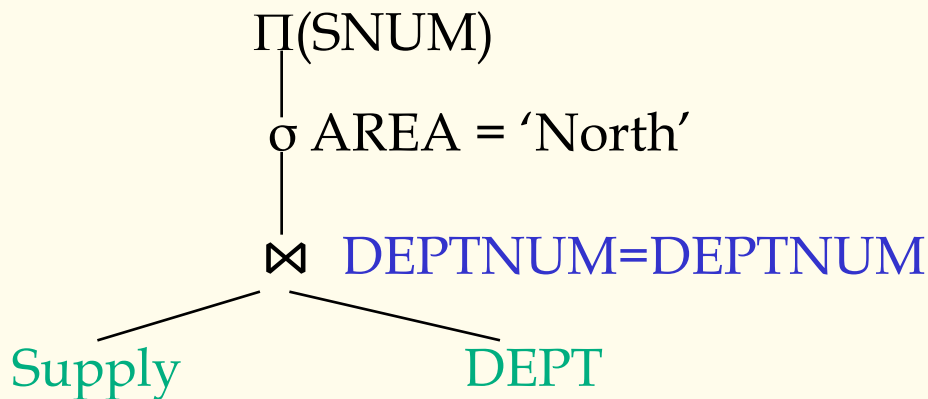 Π(SNUM)
σ AREA = ‘North’
⋈ DEPTNUM=DEPTNUM
Supply DEPT